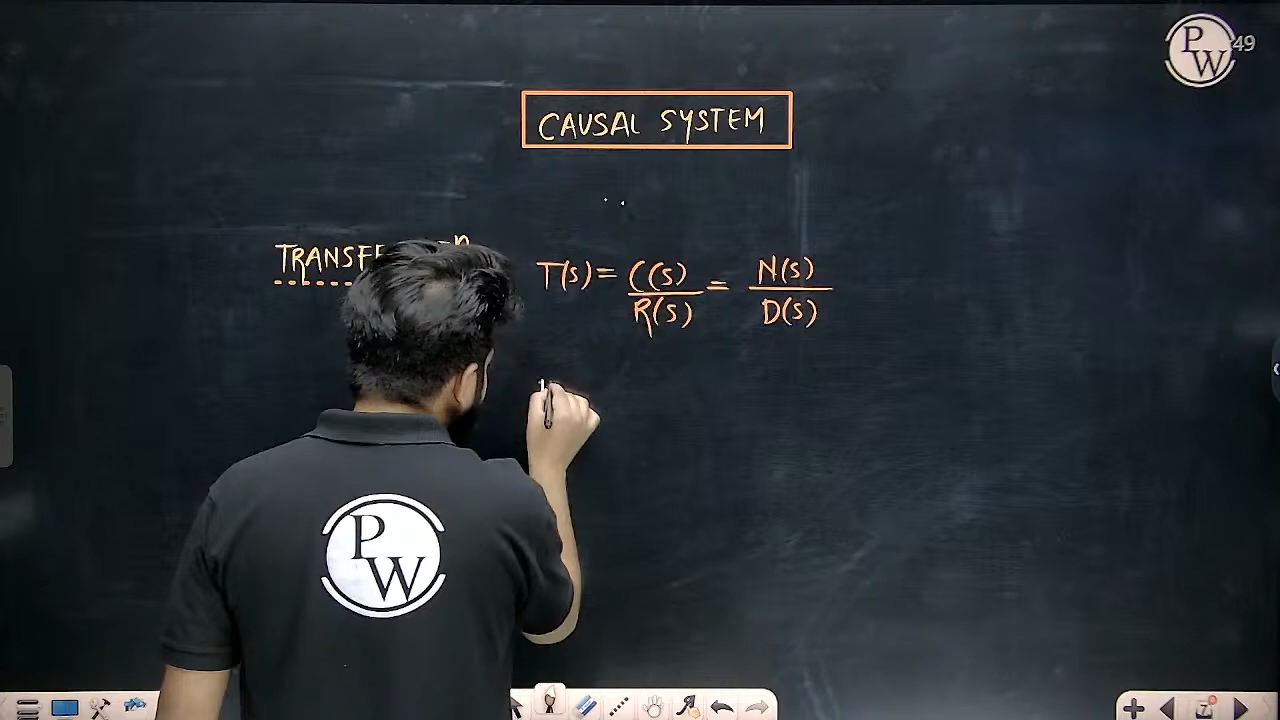 PW 49
CAUSAL SYSTEM
T(s) = C(s) / R(s) = N(s) / D(s)
PW